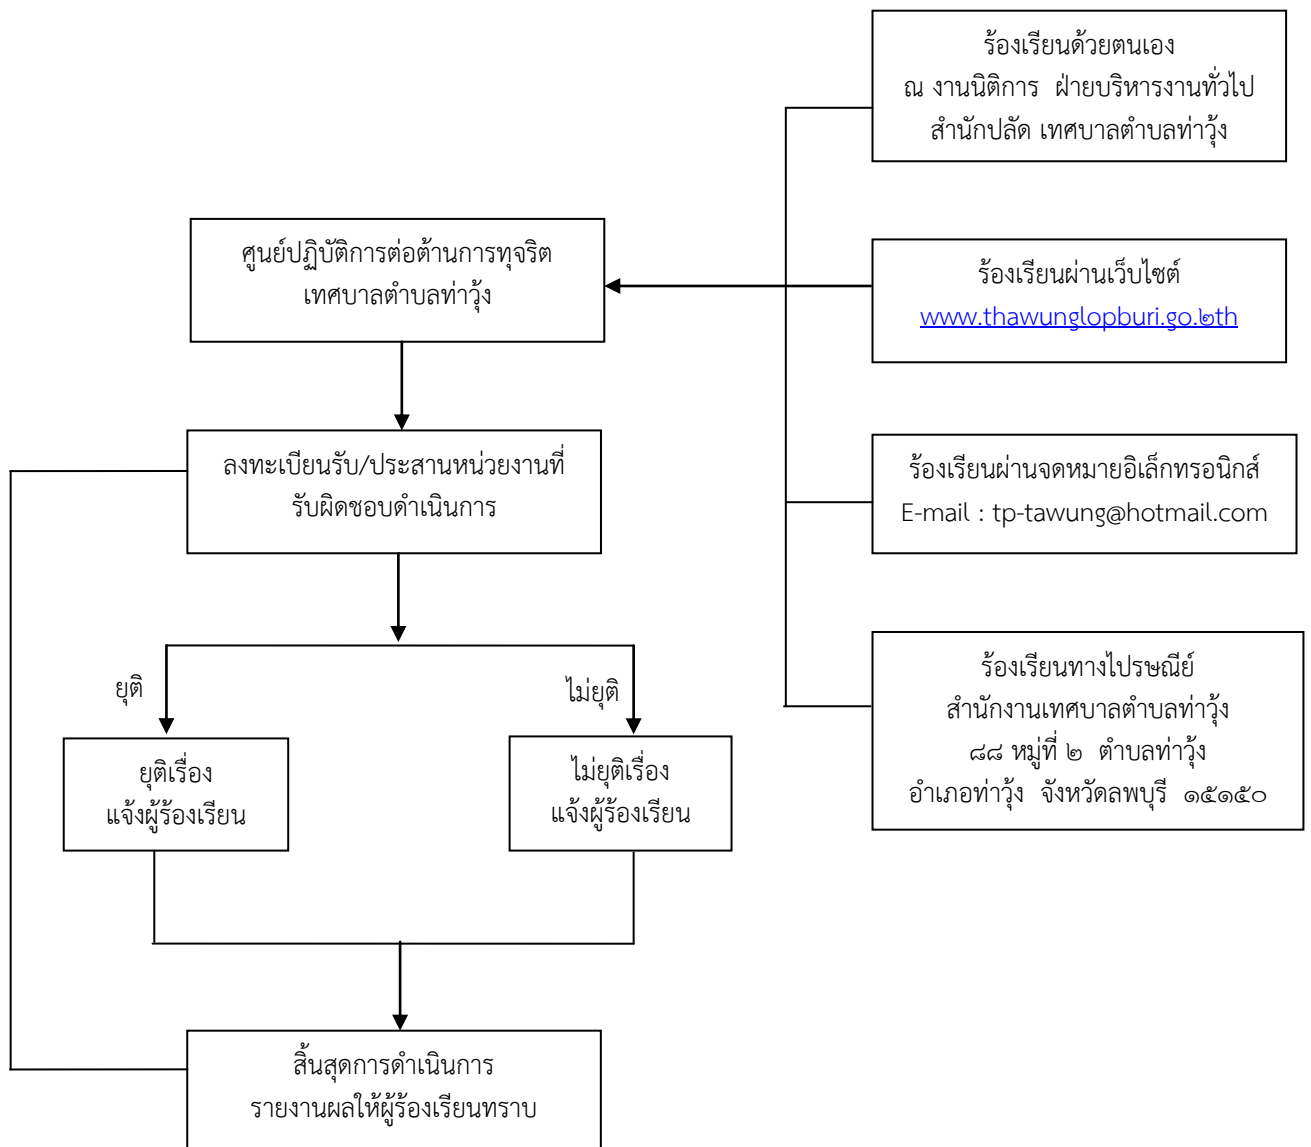 ร้องเรียนด้วยตนเอง
ณ งานนิติการ ฝ่ายบริหารงานทั่วไป
สำนักปลัด เทศบาลตำบลท่าวุ้ง
ศูนย์ปฏิบัติการต่อต้านการทุจริต
เทศบาลตำบลท่าวุ้ง
ร้องเรียนผ่านเว็บไซต์
www.thawunglopburi.go.๒th
ลงทะเบียนรับ/ประสานหน่วยงานที่
รับผิดชอบดำเนินการ
ร้องเรียนผ่านจดหมายอิเล็กทรอนิกส์
E-mail : tp-tawung@hotmail.com
ร้องเรียนทางไปรษณีย์
สำนักงานเทศบาลตำบลท่าวุ้ง
๘๘ หมู่ที่ ๒ ตำบลท่าวุ้ง
อำเภอท่าวุ้ง จังหวัดลพบุรี ๑๕๑๕๐
ยุติ
ไม่ยุติ
ยุติเรื่อง
แจ้งผู้ร้องเรียน
ไม่ยุติเรื่อง
แจ้งผู้ร้องเรียน
สิ้นสุดการดำเนินการ
รายงานผลให้ผู้ร้องเรียนทราบ